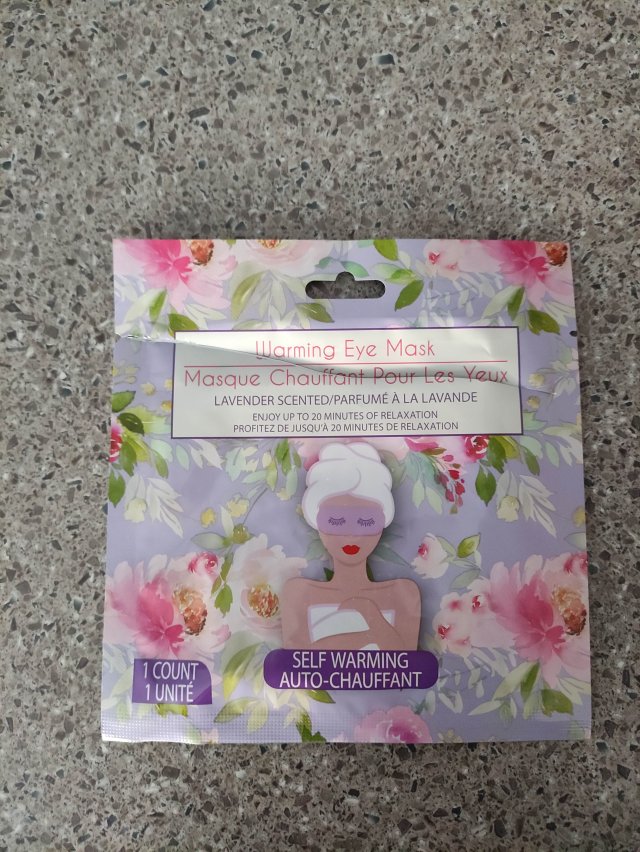 Warming Eye Mask
Masque Chauffant Pour Les Yeux
LAVENDER SCENTED/PARFUMÉ À LA LAVANDE
ENJOY UP TO 20 MINUTES OF RELAXATION
PROFITEZ DE JUSQU'À 20 MINUTES DE RELAXATION
SELF WARMING
AUTO-CHAUFFANT
1 COUNT
1 UNITÉ